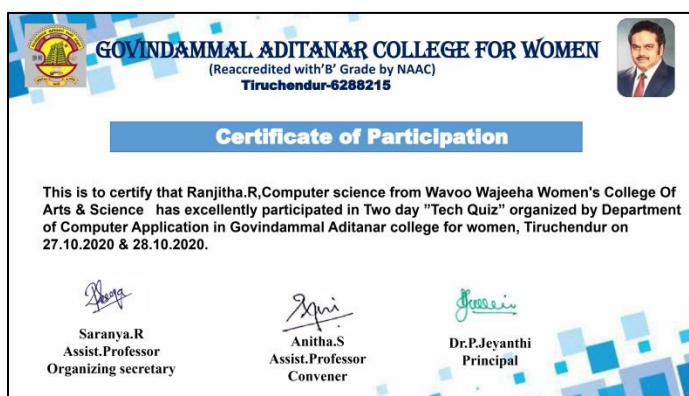 GOVINDAMMAL ADITANAR COLLEGE FOR WOMEN
(Reaccredited with'B' Grade by NAAC)
Tiruchendur-6288215
Certificate of Participation
This is to certify that Ranjitha.R,Computer science from Wavoo Wajeeha Women's College Of
Arts & Science has excellently participated in Two day "Tech Quiz" organized by Department
of Computer Application in Govindammal Aditanar college for women, Tiruchendur on
27.10.2020 & 28.10.2020.
Saranya.R
Assist.Professor
Organizing secretary
Anitha.S
Assist.Professor
Convener
Dr.P.Jeyanthi
Principal